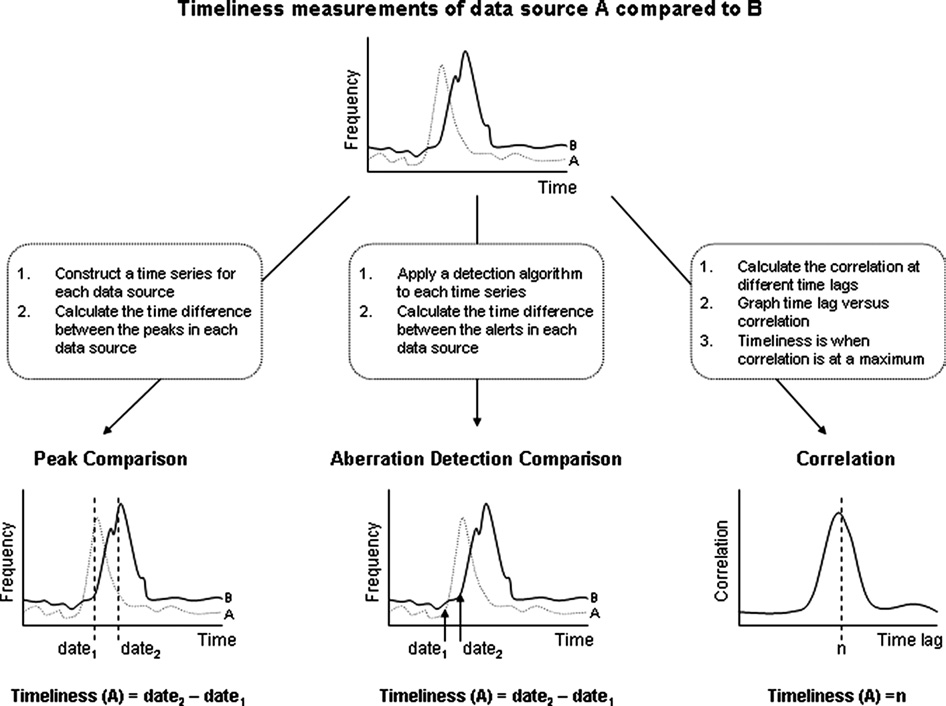 Timeliness measurements of data source A compared to B
Frequency
B
A
Time
1. Construct a time series for
each data source
2. Calculate the time difference
between the peaks in each
data source
1. Apply a detection algorithm
to each time series
2. Calculate the time difference
between the alerts in each
data source
1. Calculate the correlation at
different time lags
2. Graph time lag versus
correlation
3. Timeliness is when
correlation is at a maximum
Peak Comparison
Frequency
B
A
Time
date₁ date₂
Timeliness (A) = date₂ – date₁
Aberration Detection Comparison
Frequency
B
A
Time
date₁ date₂
Timeliness (A) = date₂ – date₁
Correlation
Correlation
Time lag
n
Timeliness (A) =n